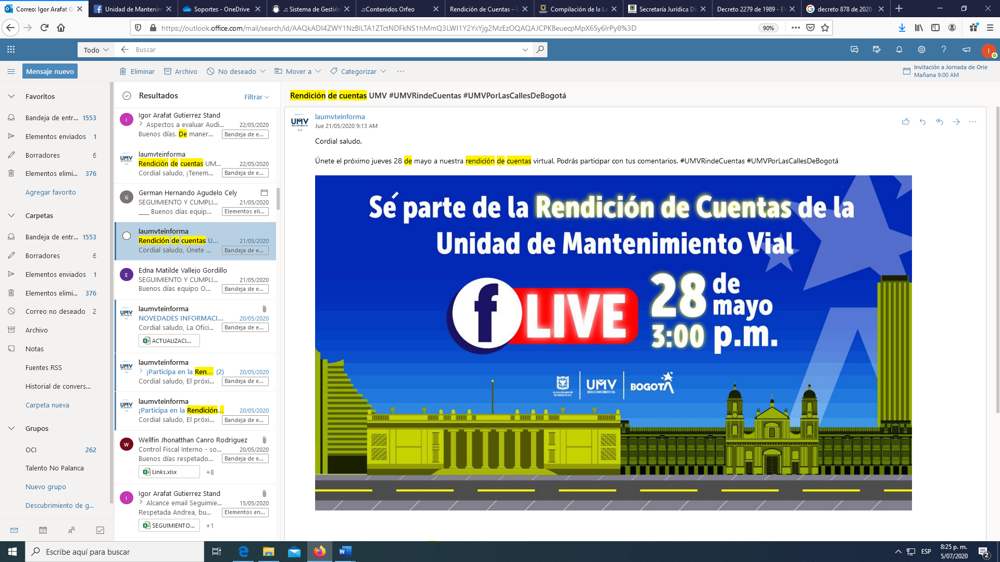 Correo: Igor Arafat G
Unidad de Mantenim
Soportes - OneDrive
.:: Sistema de Gestión
.::Contenidos Orfeo
Rendición de Cuentas – U
Compilación de la Le
Secretaría Jurídica Di
Decreto 2279 de 1989 - EV
decreto 878 de 2020 -
https://outlook.office.com/mail/search/id/AAQkADI4ZWY1NzBlLTA1ZTctNDFkNS1hMmQ3LWI1Y2YxYjg2MzEzOQAQAJCPKBeuecpMpX6Sy6lrPy8%3D
90%
Todo
Buscar
Mensaje nuevo
Eliminar
Archivo
No deseado
Mover a
Categorizar
Invitación a Jornada de Orie
Mañana 9:00 AM
Favoritos
Bandeja de entr... 1553
Elementos enviados 1
Borradores 6
Elementos elimi... 376
Agregar favorito
Carpetas
Bandeja de entr... 1553
Borradores 6
Elementos enviados 1
Elementos elimi... 376
Correo no deseado 2
Archivo
Notas
Fuentes RSS
Historial de convers...
Carpeta nueva
Grupos
OCI 262
Talento No Palanca
Nuevo grupo
Descubrimiento de g...
Resultados
Filtrar
Igor Arafat Gutierrez Stand
Aspectos a evaluar Audi... 22/05/2020
Buenos días. De maner... Bandeja de e...
laumvteinforma
Rendición de cuentas UM... 22/05/2020
Cordial saludo, ¡Tenem... Bandeja de e...
German Hernando Agudelo Cely
SEGUIMIENTO Y CUMPLI... 21/05/2020
___ Buenos días equip... Elementos eli...
laumvteinforma
Rendición de cuentas U... 21/05/2020
Cordial saludo, Únete ... Bandeja de e...
Edna Matilde Vallejo Gordillo
SEGUIMIENTO Y CUMPLI... 21/05/2020
Buenos días equipo O... Bandeja de e...
laumvteinforma
NOVEDADES INFORMACI... 20/05/2020
Cordial saludo, La Ofici... Bandeja de e...
ACTUALIZACI...
laumvteinforma
¡Participa en la Ren... (2) 20/05/2020
Cordial saludo, El próxi... Bandeja de e...
laumvteinforma
¡Participa en la Rendición... 20/05/2020
Cordial saludo, El próxi... Bandeja de e...
Wellfin Jhonatthan Canro Rodriguez
Control Fiscal Interno - so... 20/05/2020
Buenos días respetado... Bandeja de e...
Links.xlsx +8
Igor Arafat Gutierrez Stand
Alcance email Seguimie... 15/05/2020
Respetada Andrea, bu... Elementos en...
SEGUIMIENTO... +1
Rendición de cuentas UMV #UMVRindeCuentas #UMVPorLasCallesDeBogotá
UMV
laumvteinforma
Jue 21/05/2020 9:13 AM
Cordial saludo,
Únete el próximo jueves 28 de mayo a nuestra rendición de cuentas virtual. Podrás participar con tus comentarios. #UMVRindeCuentas #UMVPorLasCallesDeBogotá
Sé parte de la Rendición de Cuentas de la
Unidad de Mantenimiento Vial
f LIVE
28 de mayo
3:00 p.m.
ALCALDÍA MAYOR
DE BOGOTÁ D.C.
UMV
UNIDAD DE MANTENIMIENTO VIAL
BOGOTÁ
Escribe aquí para buscar
ESP
8:25 p. m.
5/07/2020
2